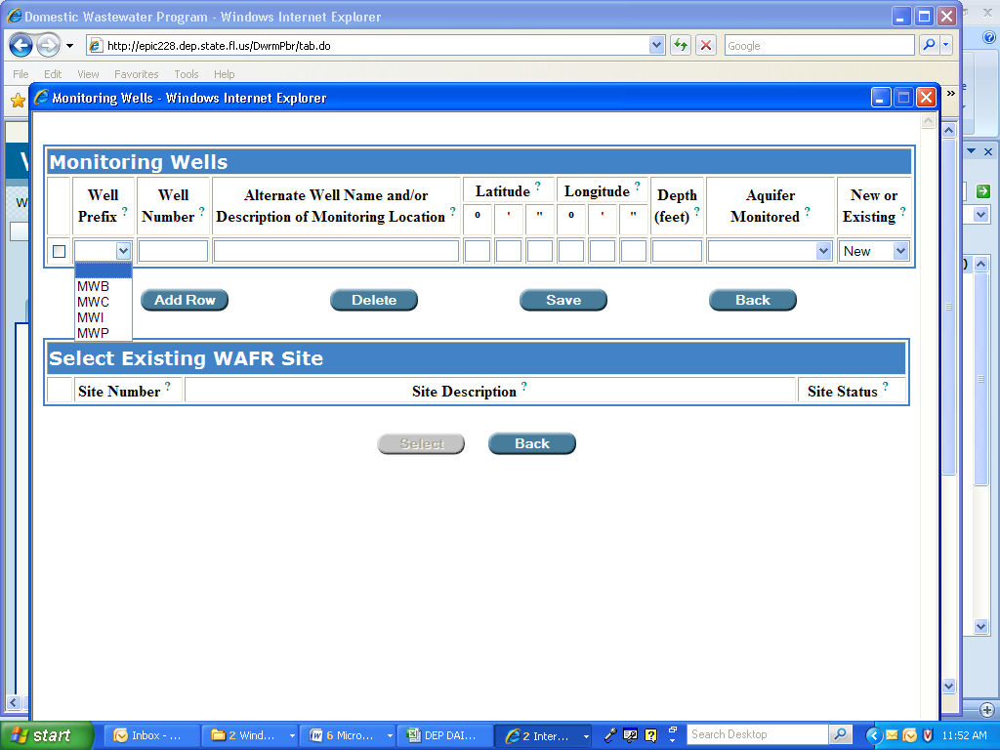 Domestic Wastewater Program - Windows Internet Explorer
http://epic228.dep.state.fl.us/DwrmPbr/tab.do
Google
File Edit View Favorites Tools Help
Monitoring Wells - Windows Internet Explorer
»
Monitoring Wells
Well Prefix ?
Well Number ?
Alternate Well Name and/or Description of Monitoring Location ?
Latitude ?
º ' "
Longitude ?
º ' "
Depth (feet) ?
Aquifer Monitored ?
New or Existing ?
New
MWB
MWC
MWI
MWP
Add Row Delete Save Back
Select Existing WAFR Site
Site Number ? Site Description ? Site Status ?
Select Back
start Inbox - ... 2 Wind... 6 Micro... DEP DAI... 2 Inter... Search Desktop 11:52 AM